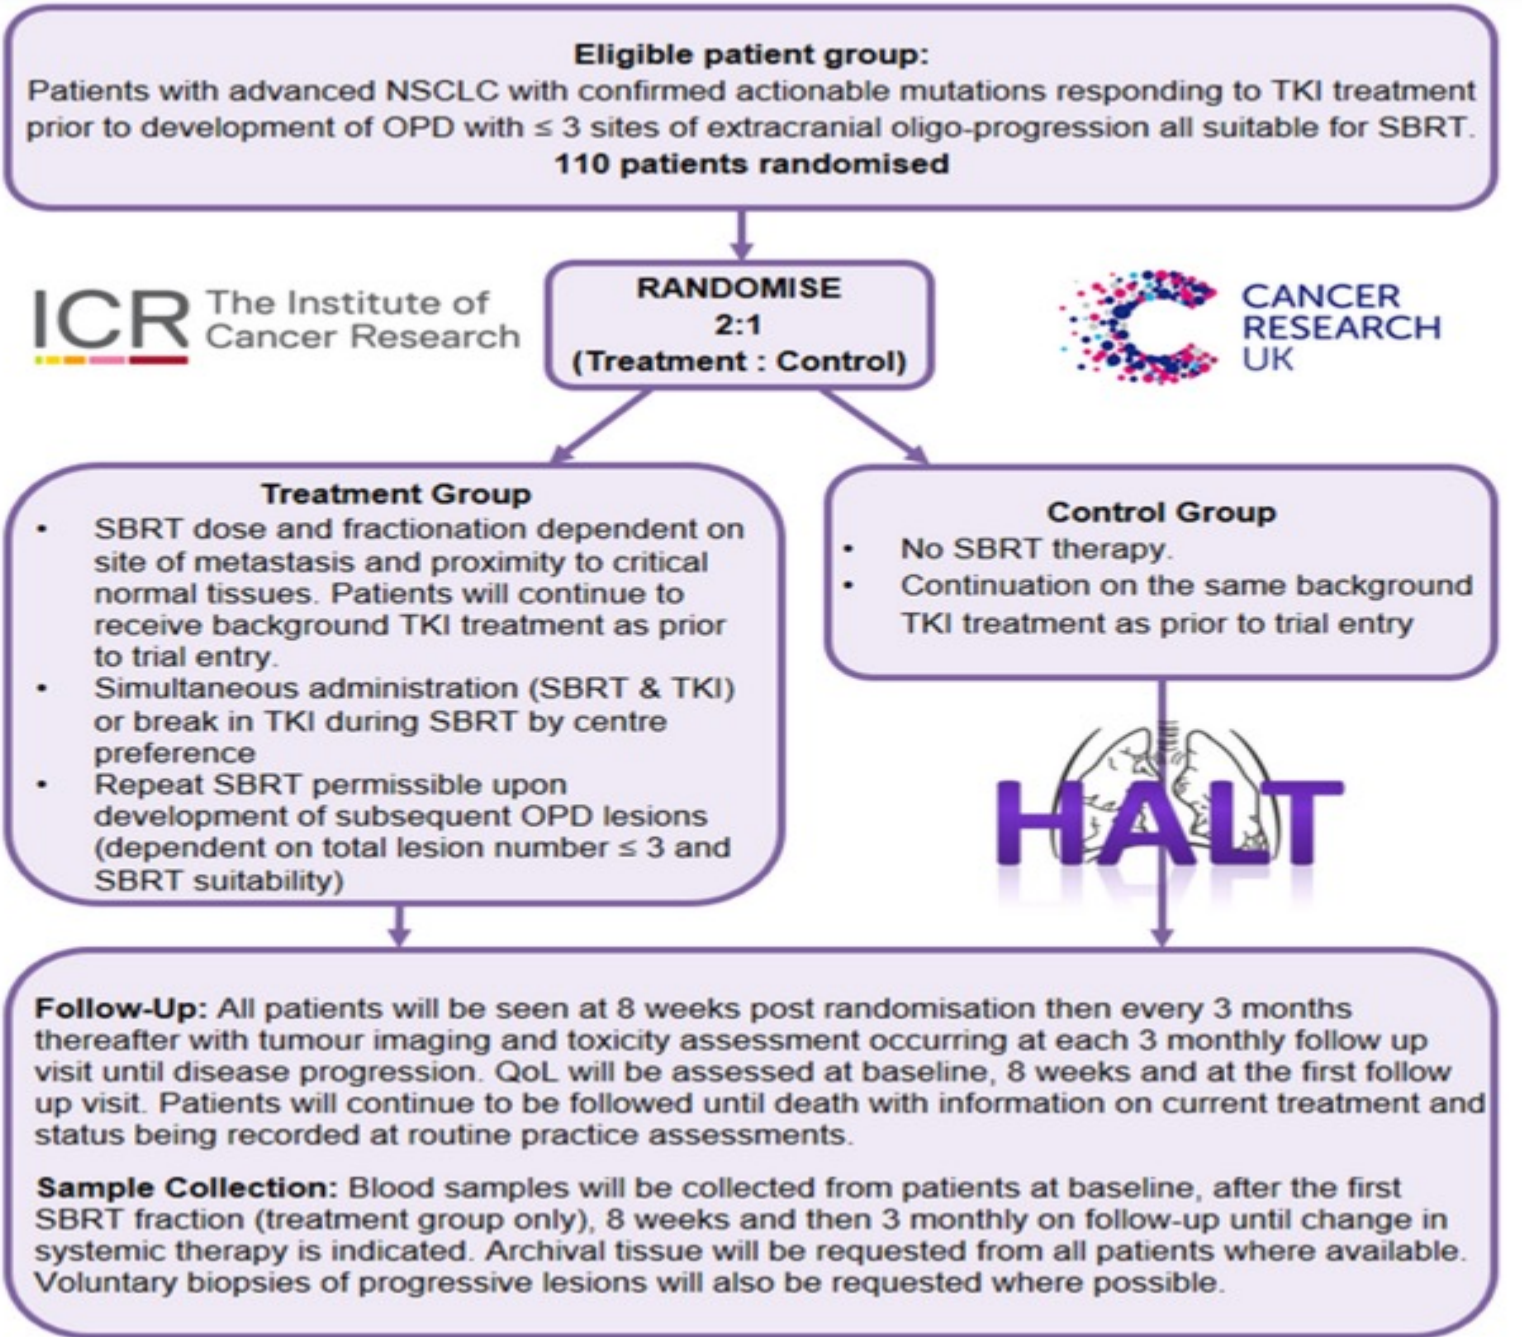 Eligible patient group:
Patients with advanced NSCLC with confirmed actionable mutations responding to TKI treatment
prior to development of OPD with ≤ 3 sites of extracranial oligo-progression all suitable for SBRT.
110 patients randomised
ICR The Institute of
Cancer Research
RANDOMISE
2:1
(Treatment : Control)
CANCER
RESEARCH
UK
Treatment Group
• SBRT dose and fractionation dependent on
site of metastasis and proximity to critical
normal tissues. Patients will continue to
receive background TKI treatment as prior
to trial entry.
• Simultaneous administration (SBRT & TKI)
or break in TKI during SBRT by centre
preference
• Repeat SBRT permissible upon
development of subsequent OPD lesions
(dependent on total lesion number ≤ 3 and
SBRT suitability)
Control Group
• No SBRT therapy.
• Continuation on the same background
TKI treatment as prior to trial entry
HALT
Follow-Up: All patients will be seen at 8 weeks post randomisation then every 3 months
thereafter with tumour imaging and toxicity assessment occurring at each 3 monthly follow up
visit until disease progression. QoL will be assessed at baseline, 8 weeks and at the first follow
up visit. Patients will continue to be followed until death with information on current treatment and
status being recorded at routine practice assessments.
Sample Collection: Blood samples will be collected from patients at baseline, after the first
SBRT fraction (treatment group only), 8 weeks and then 3 monthly on follow-up until change in
systemic therapy is indicated. Archival tissue will be requested from all patients where available.
Voluntary biopsies of progressive lesions will also be requested where possible.